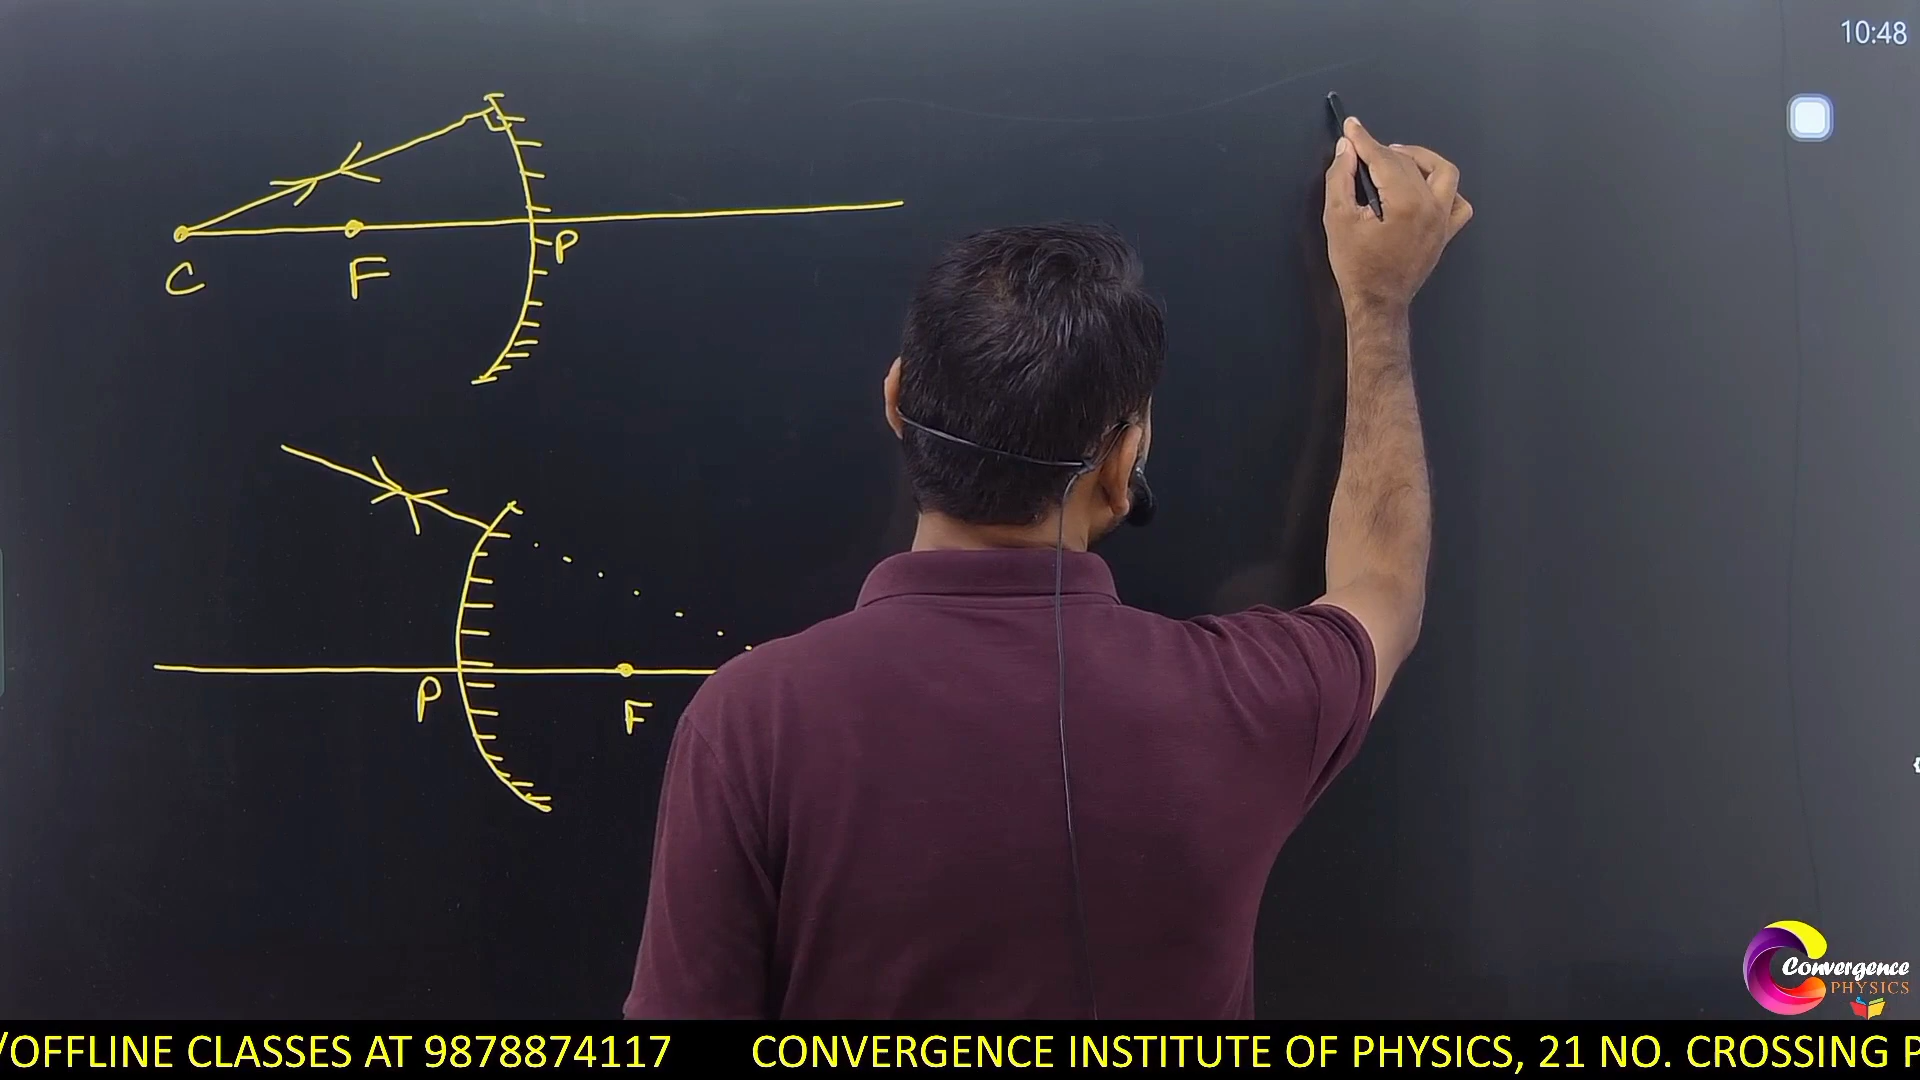 10:48
C
F
P
P
F
Convergence
PHYSICS
/OFFLINE CLASSES AT 9878874117 CONVERGENCE INSTITUTE OF PHYSICS, 21 NO. CROSSING P